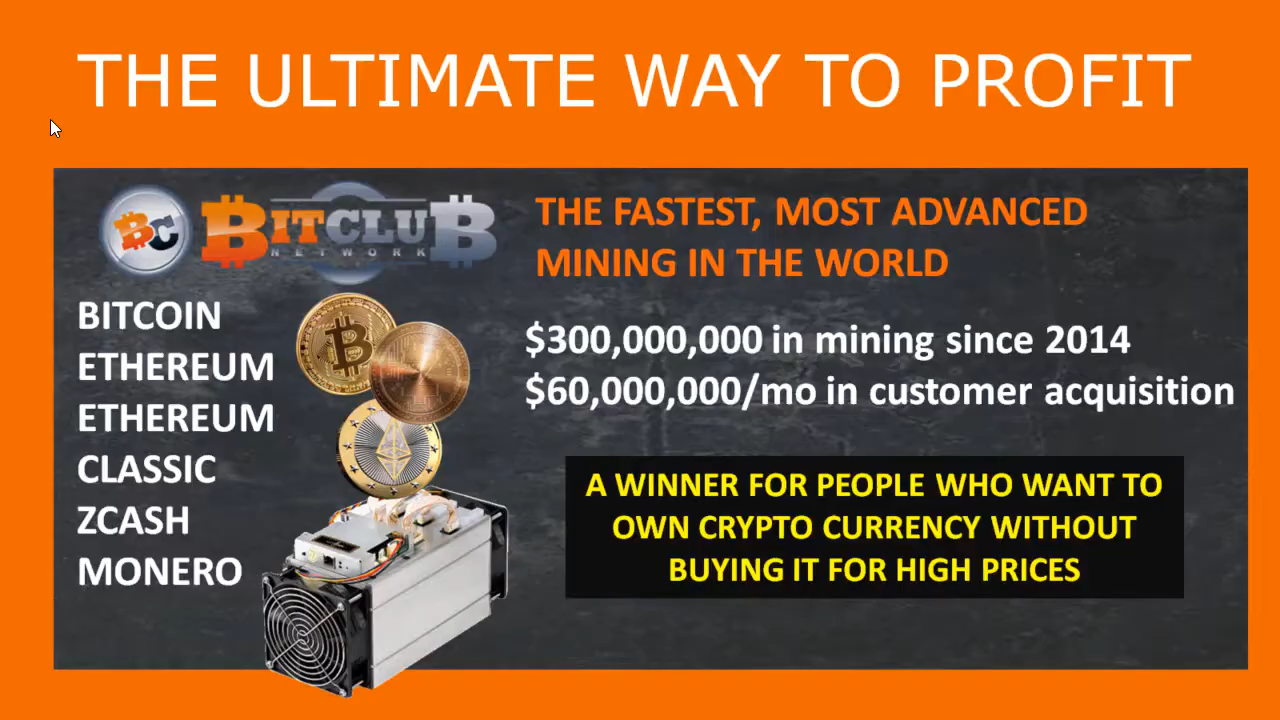 THE ULTIMATE WAY TO PROFIT
BC BITCLUB
NETWORK
THE FASTEST, MOST ADVANCED
MINING IN THE WORLD
BITCOIN
ETHEREUM
ETHEREUM
CLASSIC
ZCASH
MONERO
$300,000,000 in mining since 2014
$60,000,000/mo in customer acquisition
A WINNER FOR PEOPLE WHO WANT TO
OWN CRYPTO CURRENCY WITHOUT
BUYING IT FOR HIGH PRICES